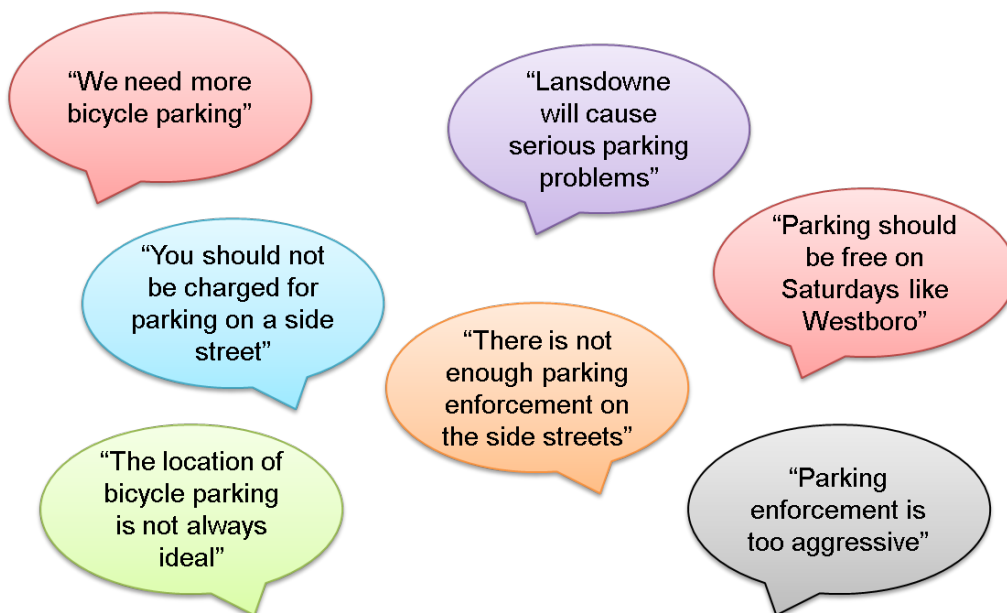 “We need more
bicycle parking”
“Lansdowne
will cause
serious parking
problems”
“Parking should
be free on
Saturdays like
Westboro”
“You should not
be charged for
parking on a side
street”
“There is not
enough parking
enforcement on
the side streets”
“The location of
bicycle parking
is not always
ideal”
“Parking
enforcement is
too aggressive”